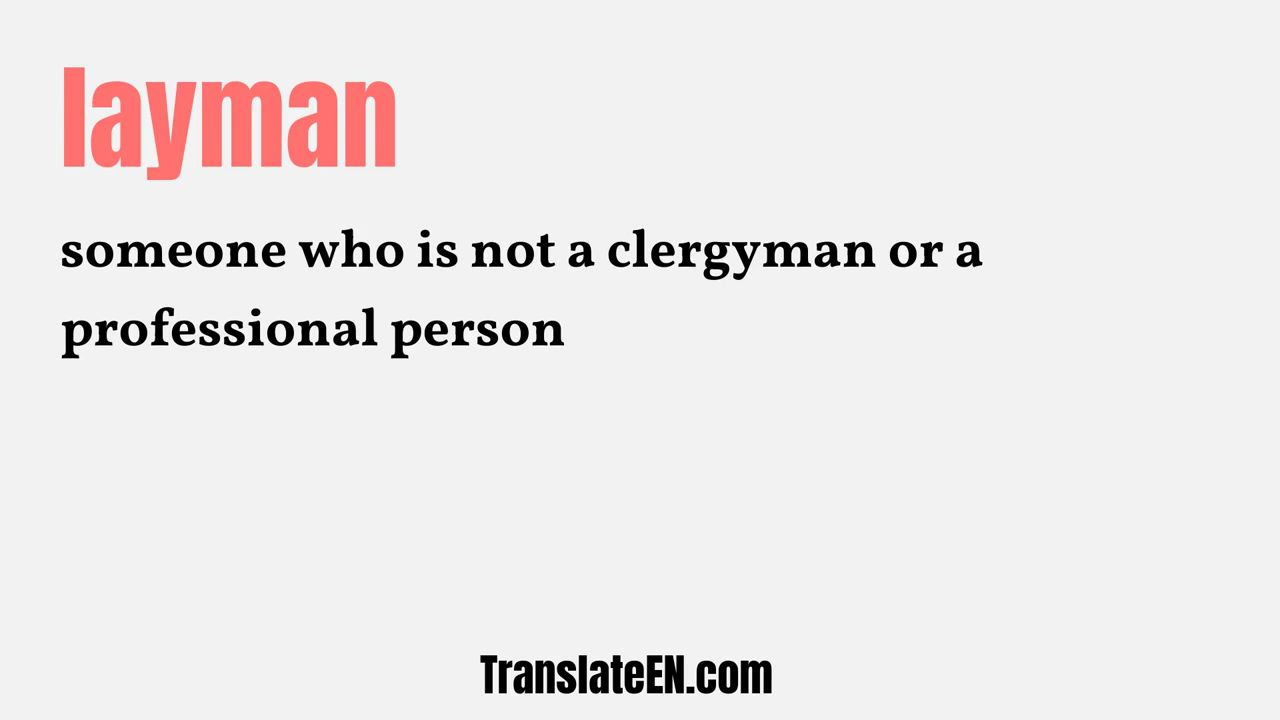 layman
someone who is not a clergyman or a
professional person
TranslateEN.com